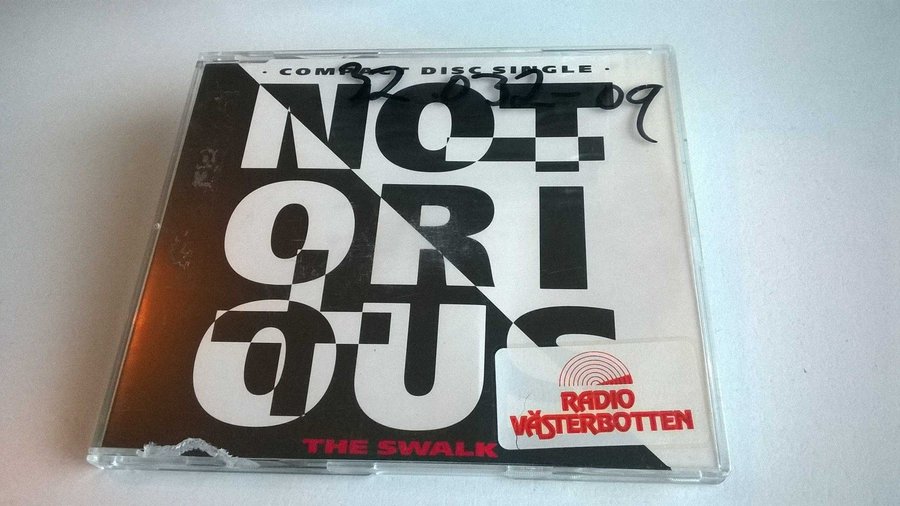 · COMPACT DISC SINGLE ·
32.032-09
NOT
ORI
OUS
THE SWALK
RADIO
VÄSTERBOTTEN